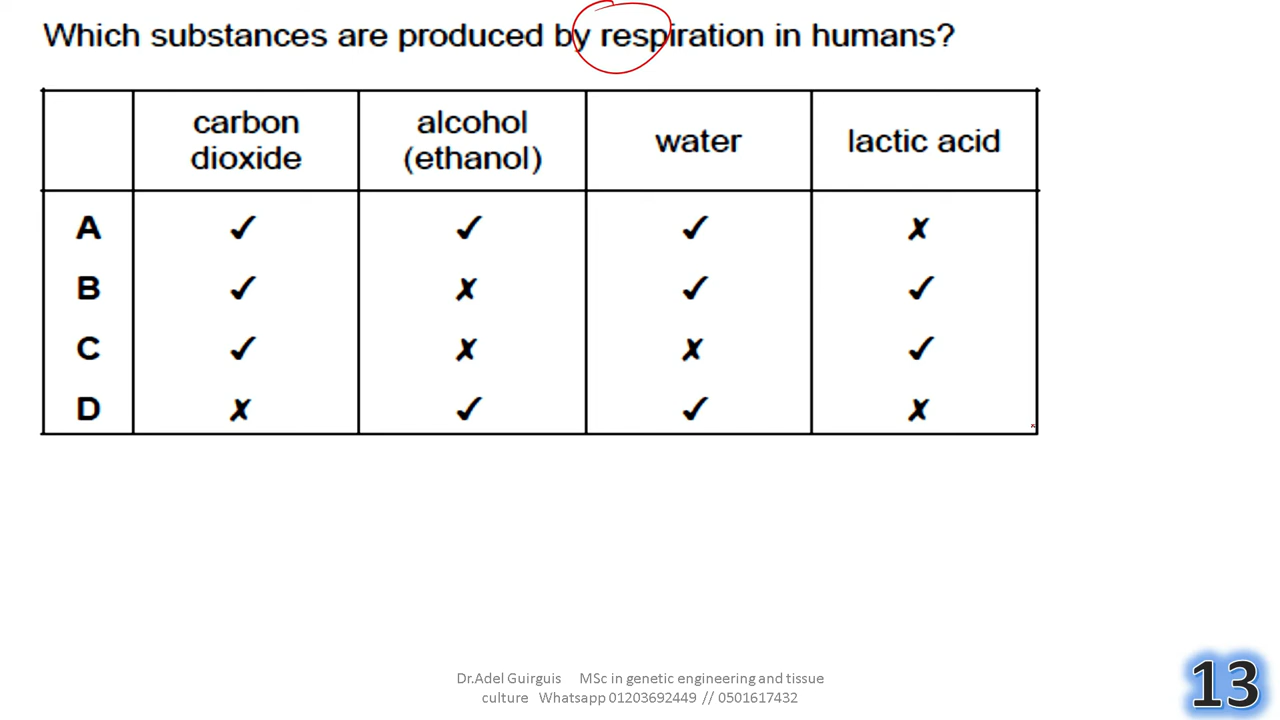 Which substances are produced by respiration in humans?
carbon dioxide alcohol (ethanol) water lactic acid
A ✓ ✓ ✓ ✗
B ✓ ✗ ✓ ✓
C ✓ ✗ ✗ ✓
D ✗ ✓ ✓ ✗
Dr.Adel Guirguis MSc in genetic engineering and tissue
culture Whatsapp 01203692449 // 0501617432
13